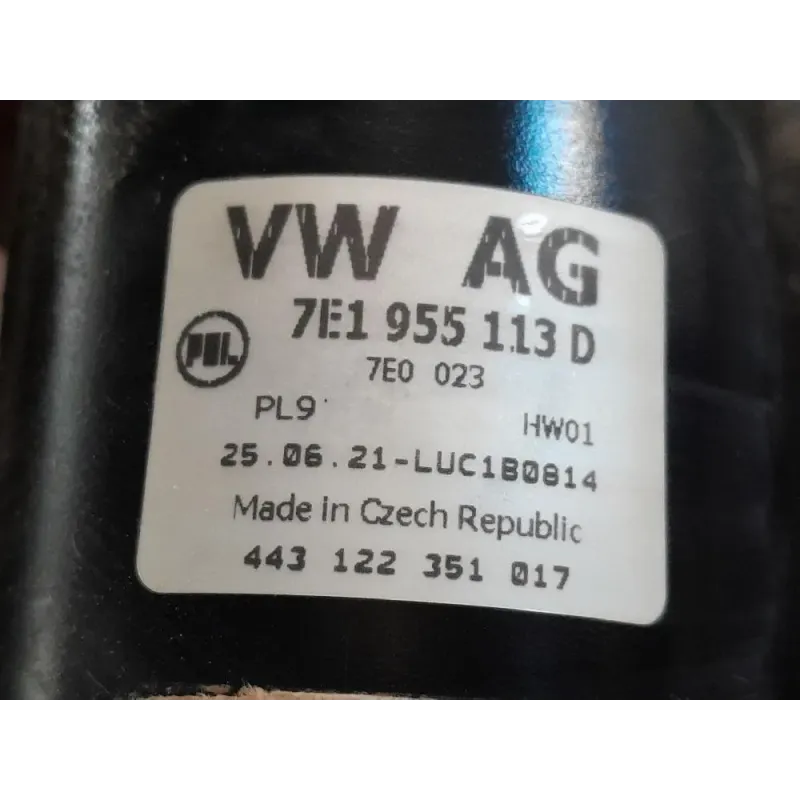 VW AG
7E1 955 113 D
PAL
7E0 023
PL9
HW01
25.06.21-LUC1B0814
Made in Czech Republic
443 122 351 017